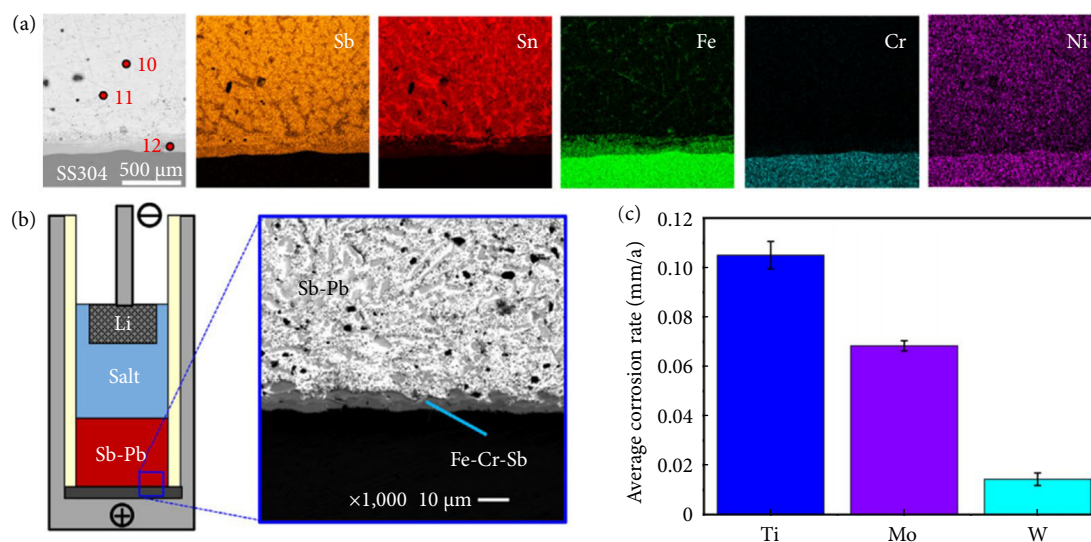 (a)
10
11
12
SS304
500 μm
Sb
Sn
Fe
Cr
Ni
(b)
Li
Salt
Sb-Pb
Sb-Pb
Fe-Cr-Sb
×1,000 10 μm
(c)
Average corrosion rate (mm/a)
0.12
0.10
0.08
0.06
0.04
0.02
0
Ti
Mo
W